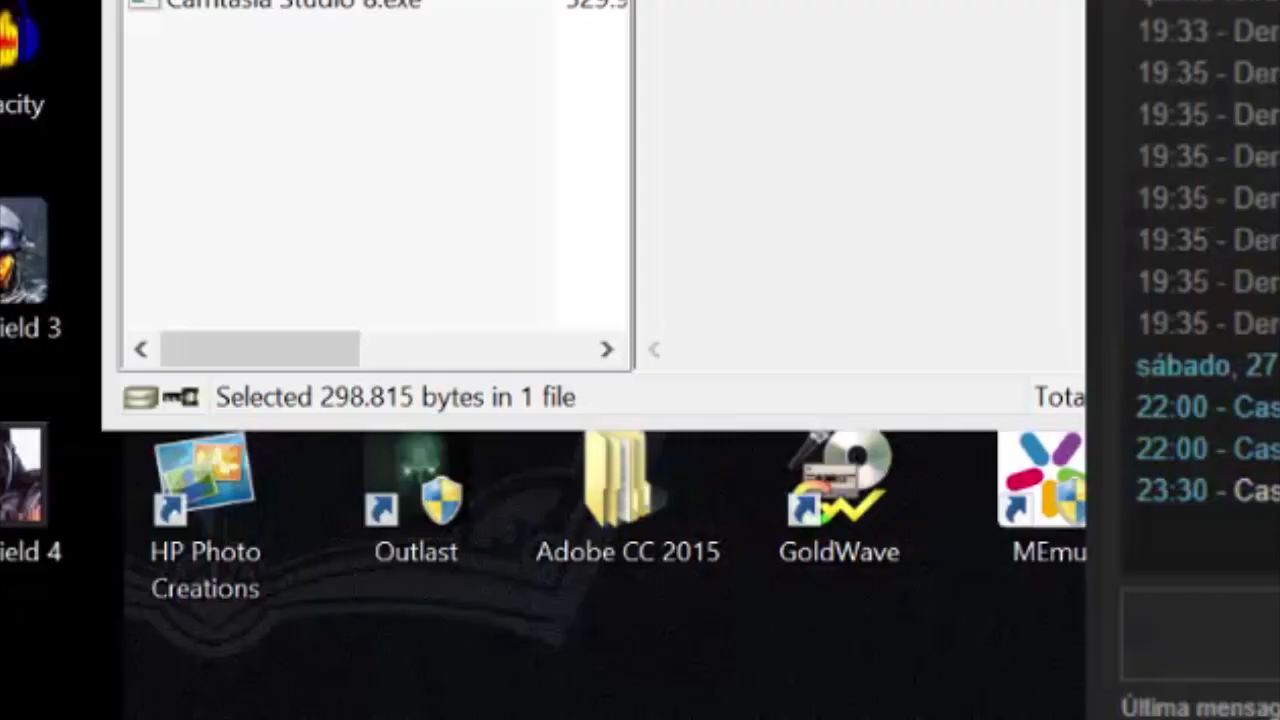 Camtasia Studio 8.exe 529.9
acity
ield 3
ield 4
Selected 298.815 bytes in 1 file
Tota
HP Photo
Creations
Outlast
Adobe CC 2015
GoldWave
MEmu
19:33 - Der
19:35 - Der
19:35 - Der
19:35 - Der
19:35 - Der
19:35 - Der
19:35 - Der
19:35 - Der
sábado, 27
22:00 - Cas
22:00 - Cas
23:30 - Cas
Última mensag